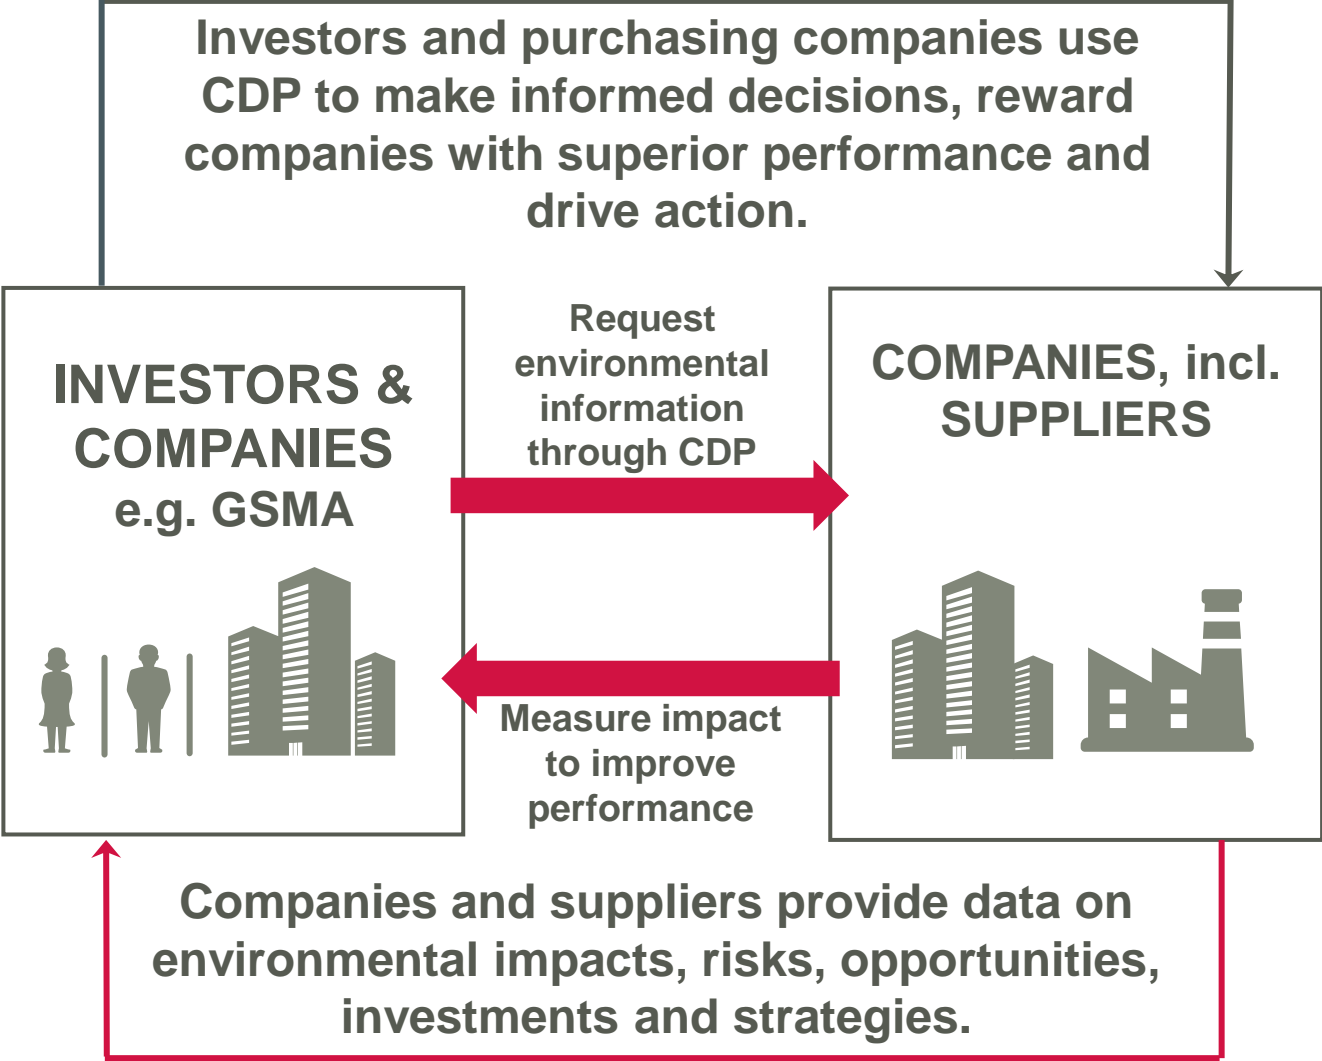 Investors and purchasing companies use
CDP to make informed decisions, reward
companies with superior performance and
drive action.
INVESTORS &
COMPANIES
e.g. GSMA
Request
environmental
information
through CDP
COMPANIES, incl.
SUPPLIERS
Measure impact
to improve
performance
Companies and suppliers provide data on
environmental impacts, risks, opportunities,
investments and strategies.